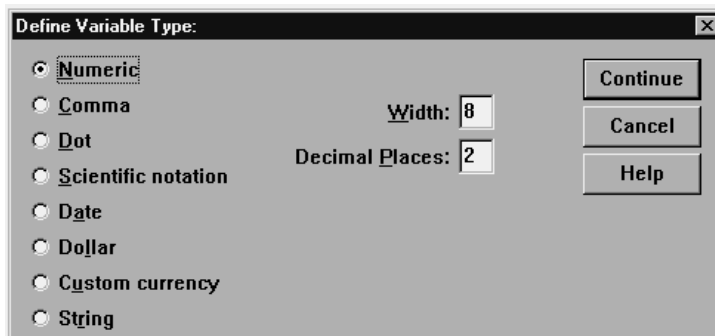 Define Variable Type:
Numeric
Comma
Dot
Scientific notation
Date
Dollar
Custom currency
String
Width: 8
Decimal Places: 2
Continue
Cancel
Help